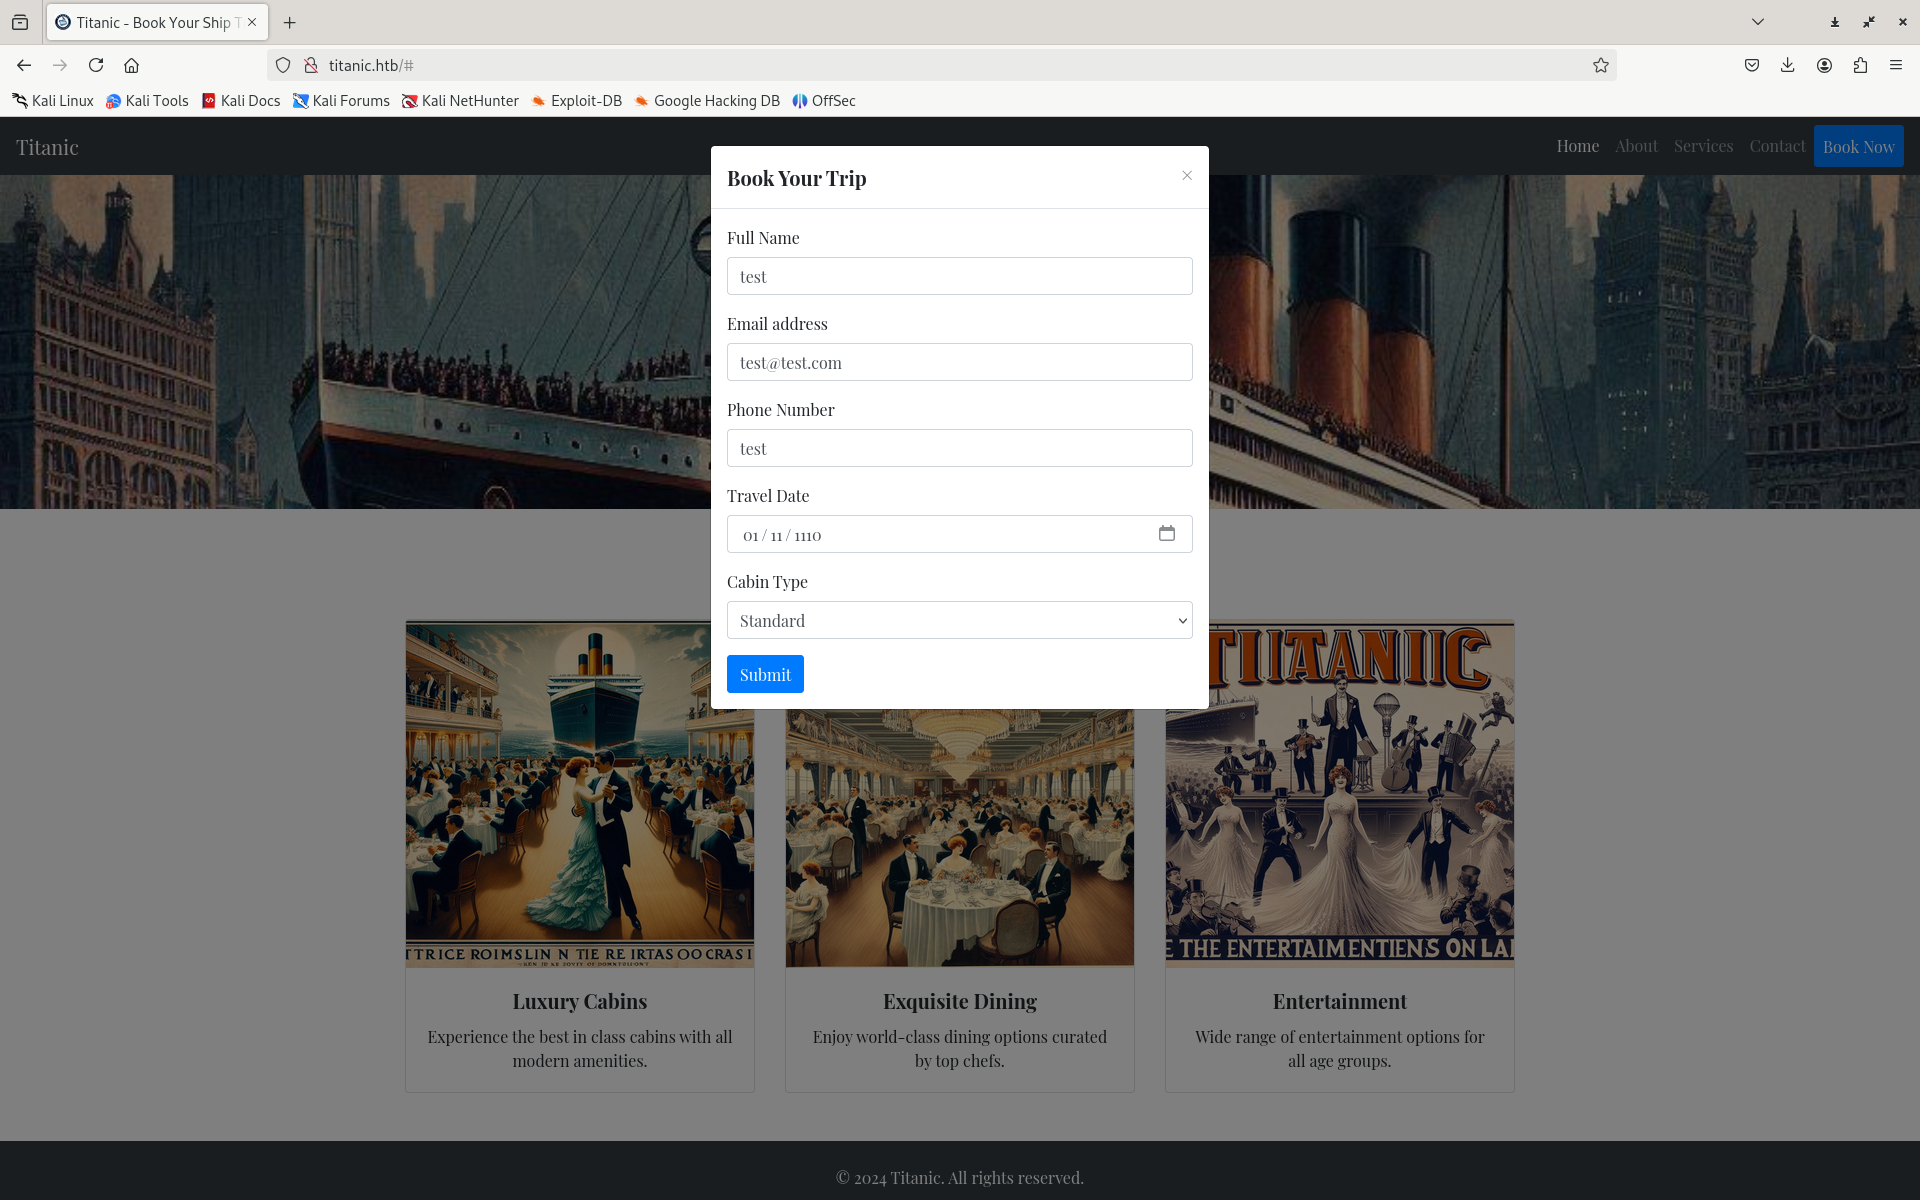 Titanic - Book Your Ship T
titanic.htb/#
Kali Linux Kali Tools Kali Docs Kali Forums Kali NetHunter Exploit-DB Google Hacking DB OffSec
Titanic
Home About Services Contact Book Now
Book Your Trip
Full Name
test
Email address
test@test.com
Phone Number
test
Travel Date
01 / 11 / 1110
Cabin Type
Standard
Submit
TITANIC
TTRICE ROIMSLIN N TIE RE IRTAS OO CRAS I
E THE ENTERTAIMENTIENS ON LAI
Luxury Cabins
Experience the best in class cabins with all
modern amenities.
Exquisite Dining
Enjoy world-class dining options curated
by top chefs.
Entertainment
Wide range of entertainment options for
all age groups.
© 2024 Titanic. All rights reserved.